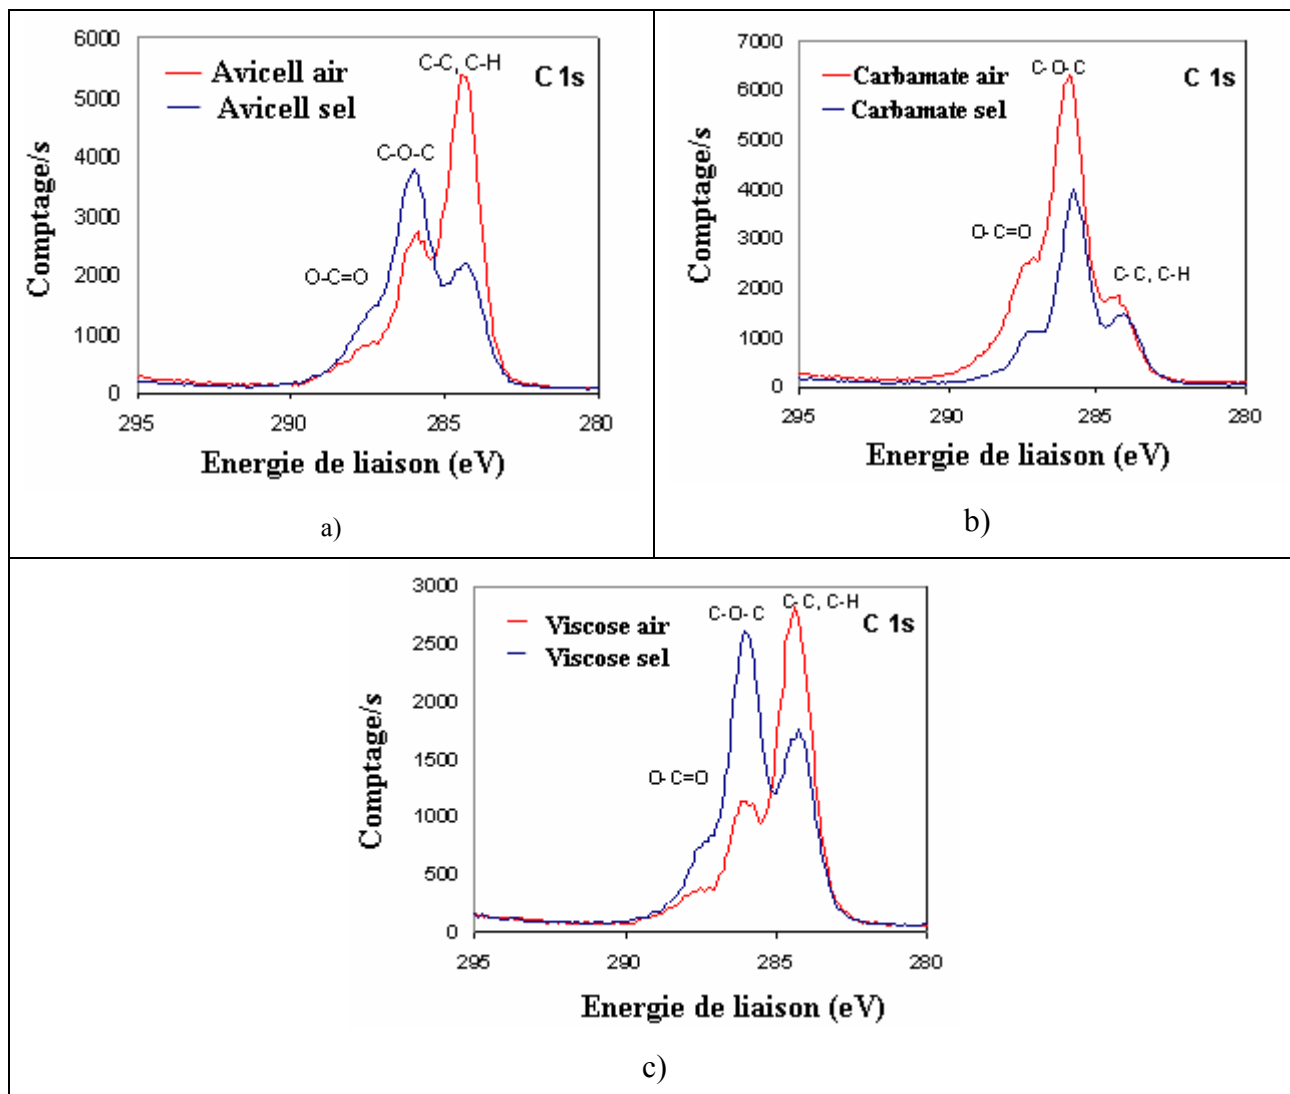 6000
5000
4000
3000
2000
1000
0
295
290
285
280
Comptage/s
Energie de liaison (eV)
Avicell air
Avicell sel
C-C, C-H
C 1s
C-O-C
O-C=O
a)
7000
6000
5000
4000
3000
2000
1000
0
295
290
285
280
Comptage/s
Energie de liaison (eV)
Carbamate air
Carbamate sel
C-O-C
C 1s
O-C=O
C-C, C-H
b)
3000
2500
2000
1500
1000
500
0
295
290
285
280
Comptage/s
Energie de liaison (eV)
Viscose air
Viscose sel
C-O-C
C-C, C-H
C 1s
O-C=O
c)